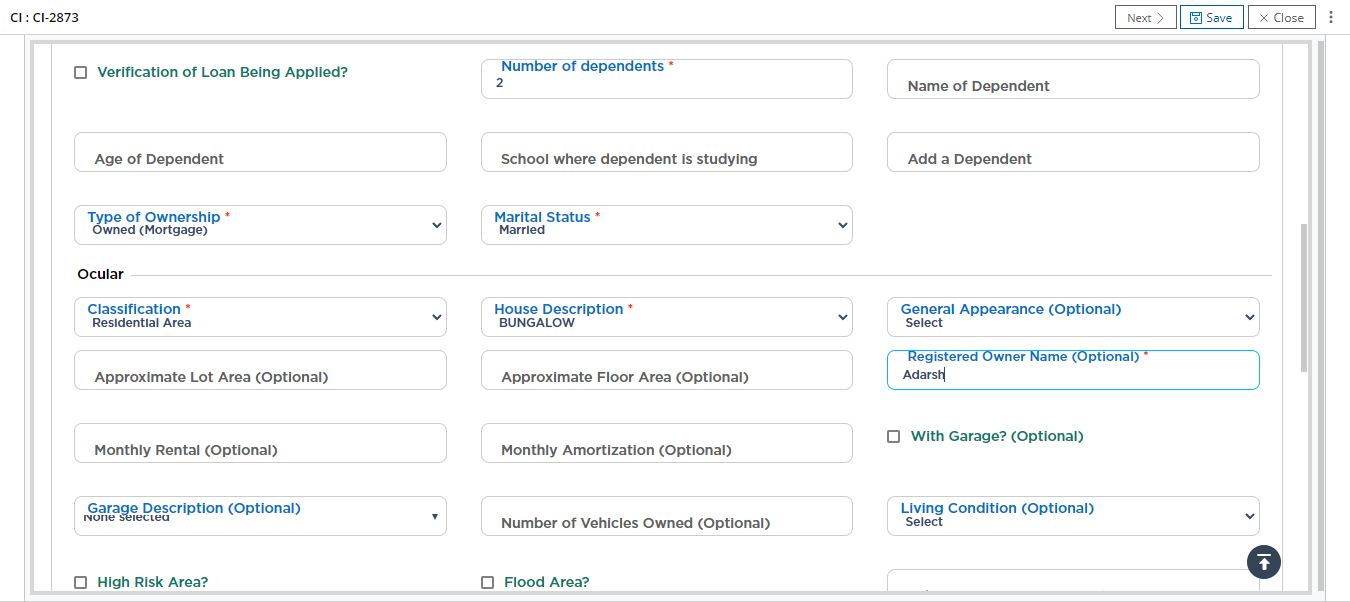 CI : CI-2873
Next
Save
Close
Verification of Loan Being Applied?
Number of dependents *
2
Name of Dependent
Age of Dependent
School where dependent is studying
Add a Dependent
Type of Ownership *
Owned (Mortgage)
Marital Status *
Married
Ocular
Classification *
Residential Area
House Description *
BUNGALOW
General Appearance (Optional)
Select
Approximate Lot Area (Optional)
Approximate Floor Area (Optional)
Registered Owner Name (Optional) *
Adarsh
Monthly Rental (Optional)
Monthly Amortization (Optional)
With Garage? (Optional)
Garage Description (Optional)
None selected
Number of Vehicles Owned (Optional)
Living Condition (Optional)
Select
High Risk Area?
Flood Area?